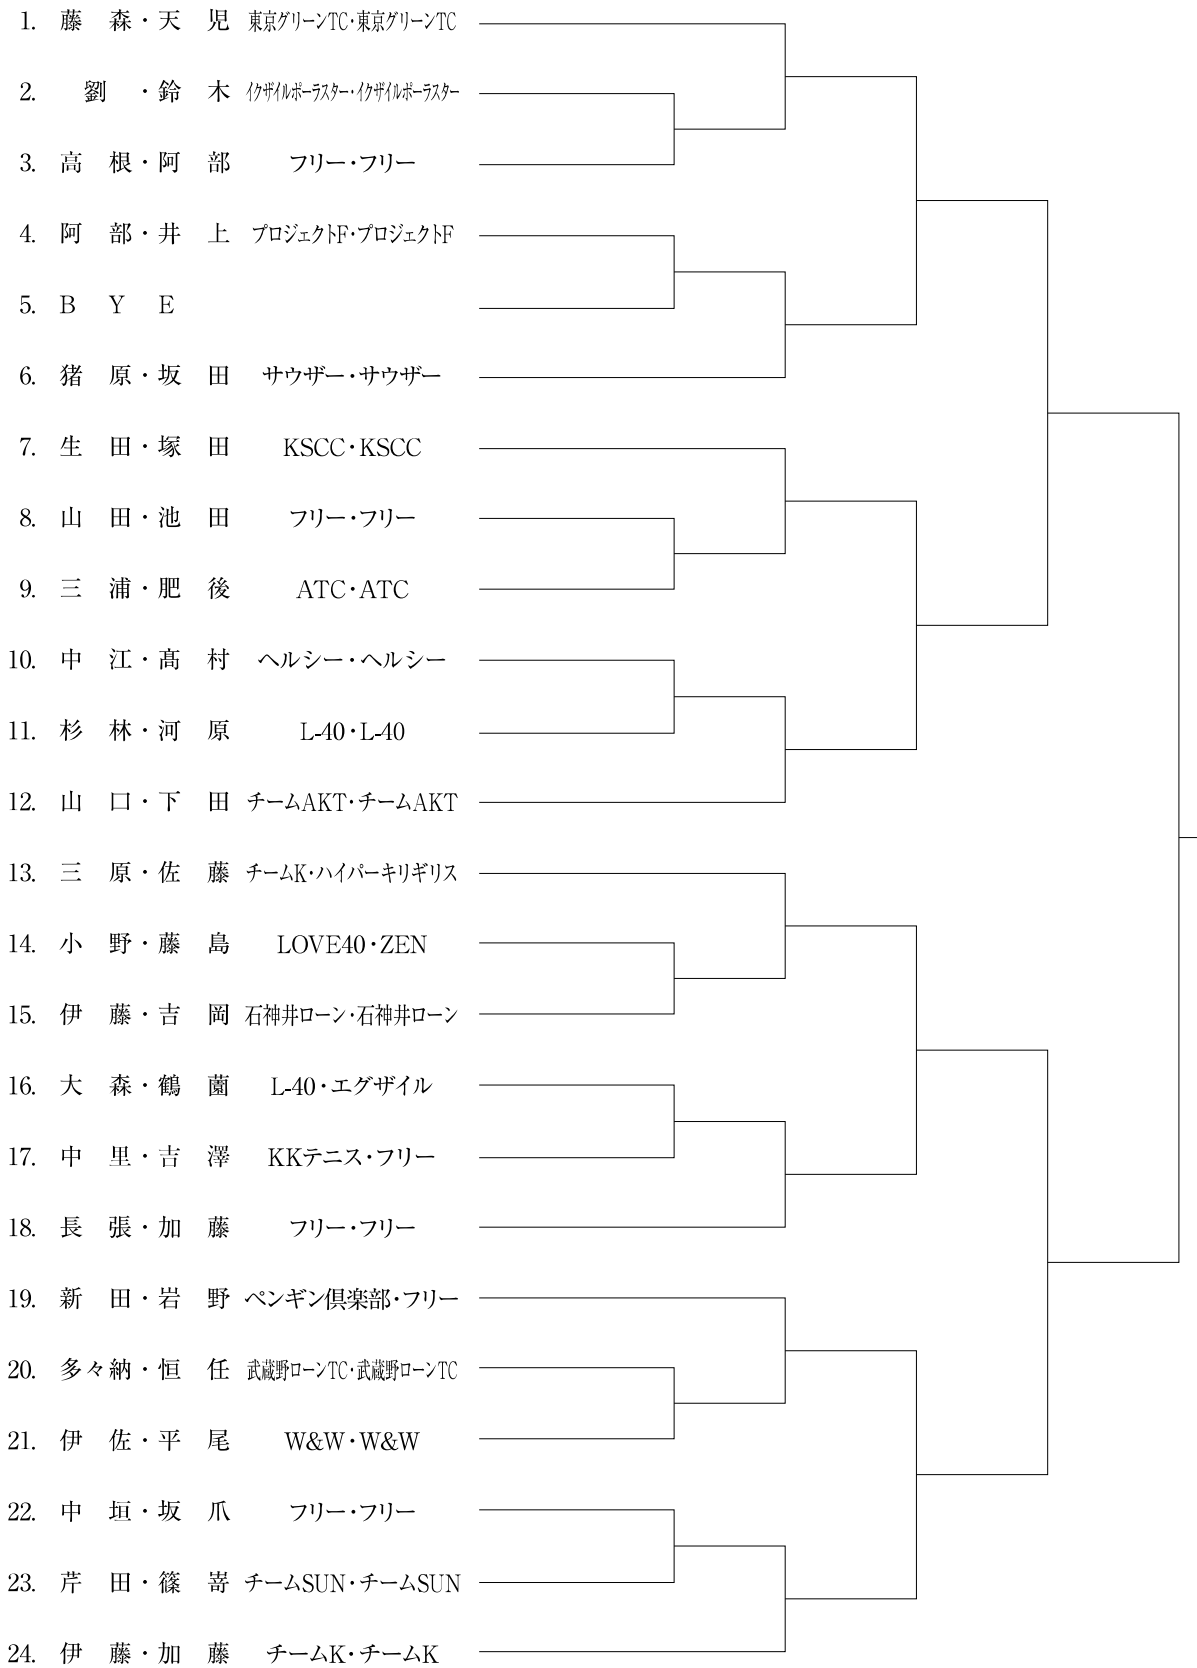 1. 藤 森・天 児 東京グリーンTC・東京グリーンTC
2. 劉 ・鈴 木 イクザイルポーラスター・イクザイルポーラスター
3. 高 根・阿 部 フリー・フリー
4. 阿 部・井 上 プロジェクトF・プロジェクトF
5. B Y E
6. 猪 原・坂 田 サウザー・サウザー
7. 生 田・塚 田 KSCC・KSCC
8. 山 田・池 田 フリー・フリー
9. 三 浦・肥 後 ATC・ATC
10. 中 江・髙 村 ヘルシー・ヘルシー
11. 杉 林・河 原 L-40・L-40
12. 山 口・下 田 チームAKT・チームAKT
13. 三 原・佐 藤 チームK・ハイパーキリギリス
14. 小 野・藤 島 LOVE40・ZEN
15. 伊 藤・吉 岡 石神井ローン・石神井ローン
16. 大 森・鶴 薗 L-40・エグザイル
17. 中 里・吉 澤 KKテニス・フリー
18. 長 張・加 藤 フリー・フリー
19. 新 田・岩 野 ペンギン倶楽部・フリー
20. 多々納・恒 任 武蔵野ローンTC・武蔵野ローンTC
21. 伊 佐・平 尾 W&W・W&W
22. 中 垣・坂 爪 フリー・フリー
23. 芹 田・篠 嵜 チームSUN・チームSUN
24. 伊 藤・加 藤 チームK・チームK